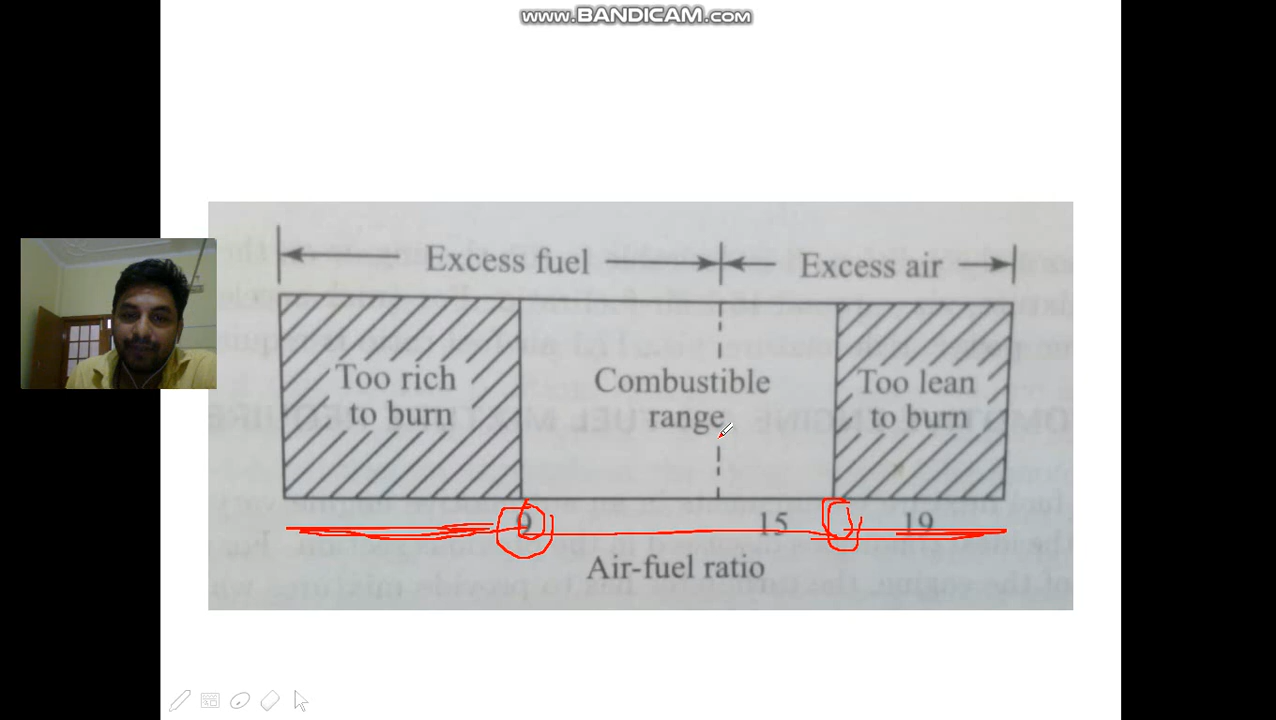 www.BANDICAM.com
Excess fuel
Excess air
Too rich
to burn
Combustible
range
Too lean
to burn
9
15
19
Air-fuel ratio